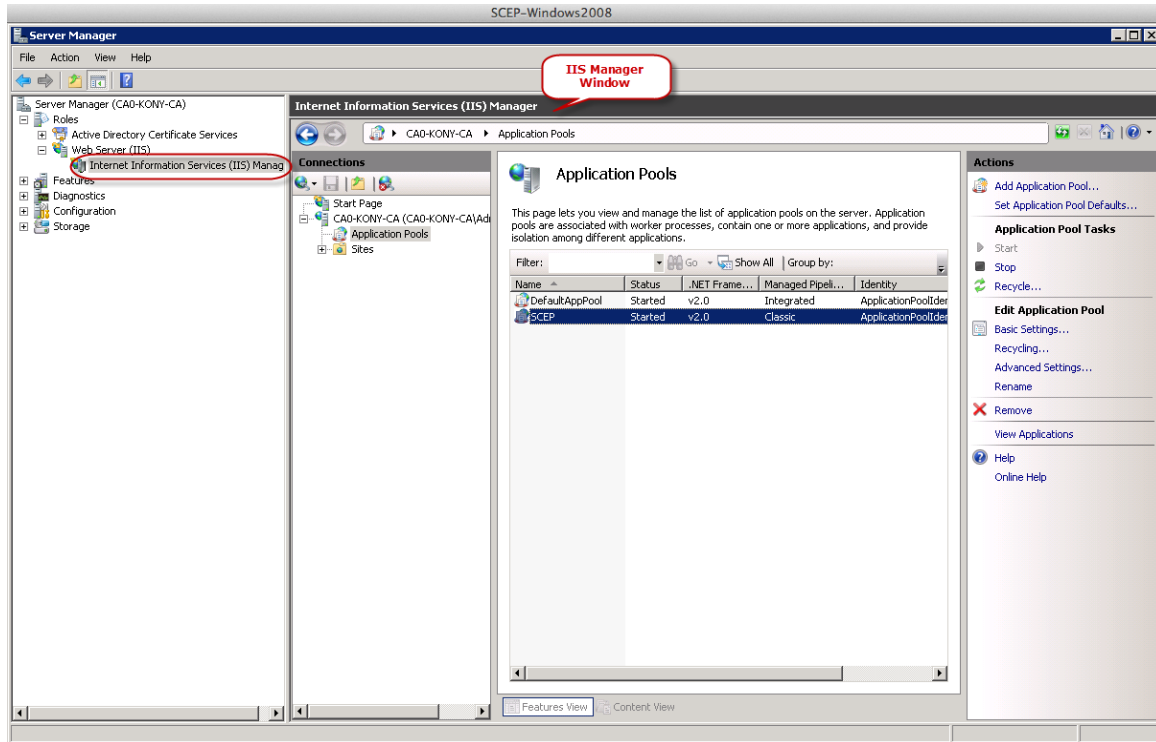 SCEP-Windows2008
Server Manager
File Action View Help
IIS Manager
Window
Server Manager (CA0-KONY-CA)
Roles
Active Directory Certificate Services
Web Server (IIS)
Internet Information Services (IIS) Manag
Features
Diagnostics
Configuration
Storage
Internet Information Services (IIS) Manager
CA0-KONY-CA Application Pools
Connections
Start Page
CA0-KONY-CA (CA0-KONY-CA\Ad
Application Pools
Sites
Application Pools
This page lets you view and manage the list of application pools on the server. Application
pools are associated with worker processes, contain one or more applications, and provide
isolation among different applications.
Filter: Go Show All Group by:
Name Status .NET Frame... Managed Pipeli... Identity
DefaultAppPool Started v2.0 Integrated ApplicationPoolIder
SCEP Started v2.0 Classic ApplicationPoolIder
Features View Content View
Actions
Add Application Pool...
Set Application Pool Defaults...
Application Pool Tasks
Start
Stop
Recycle...
Edit Application Pool
Basic Settings...
Recycling...
Advanced Settings...
Rename
Remove
View Applications
Help
Online Help